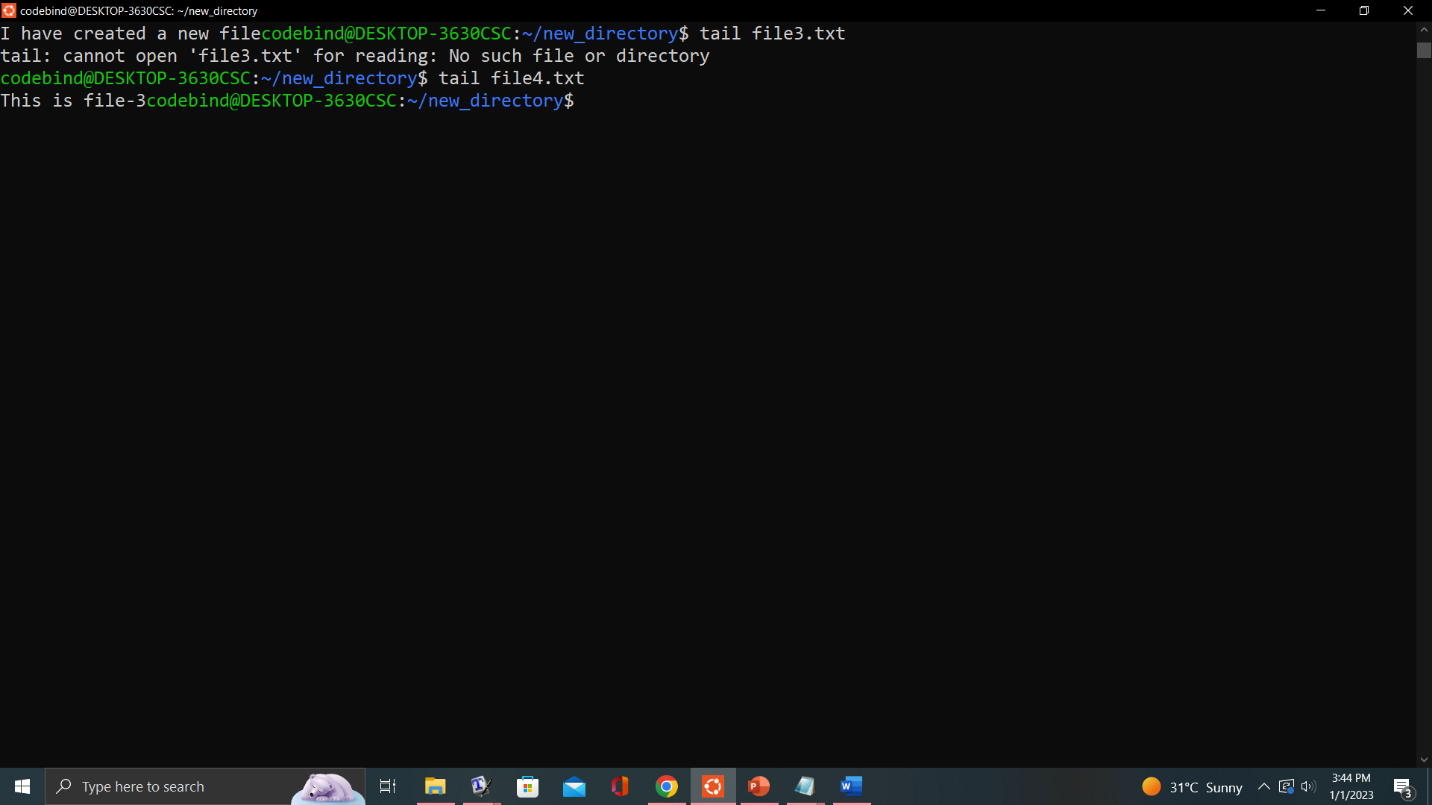 codebind@DESKTOP-3630CSC: ~/new_directory
I have created a new filecodebind@DESKTOP-3630CSC:~/new_directory$ tail file3.txt
tail: cannot open 'file3.txt' for reading: No such file or directory
codebind@DESKTOP-3630CSC:~/new_directory$ tail file4.txt
This is file-3codebind@DESKTOP-3630CSC:~/new_directory$
Type here to search
31°C Sunny
3:44 PM
1/1/2023
3